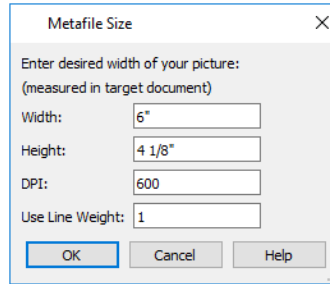 Metafile Size
Enter desired width of your picture:
(measured in target document)
Width: 6"
Height: 4 1/8"
DPI: 600
Use Line Weight: 1
OK Cancel Help